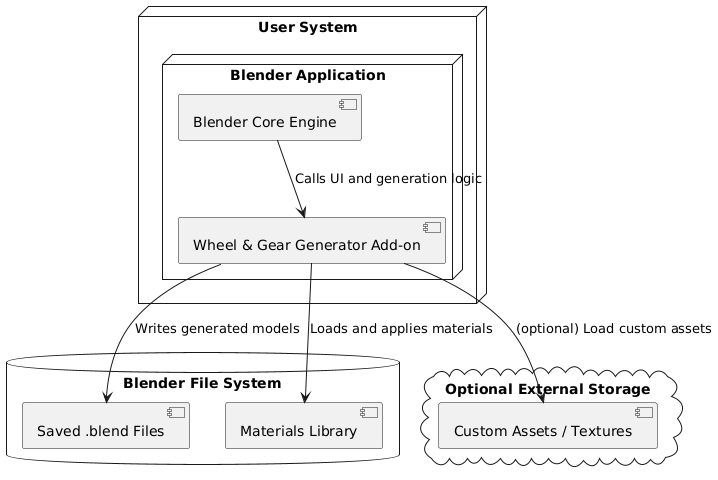 User System
Blender Application
Blender Core Engine
Calls UI and generation logic
Wheel & Gear Generator Add-on
Writes generated models
Loads and applies materials
(optional) Load custom assets
Blender File System
Optional External Storage
Saved .blend Files
Materials Library
Custom Assets / Textures